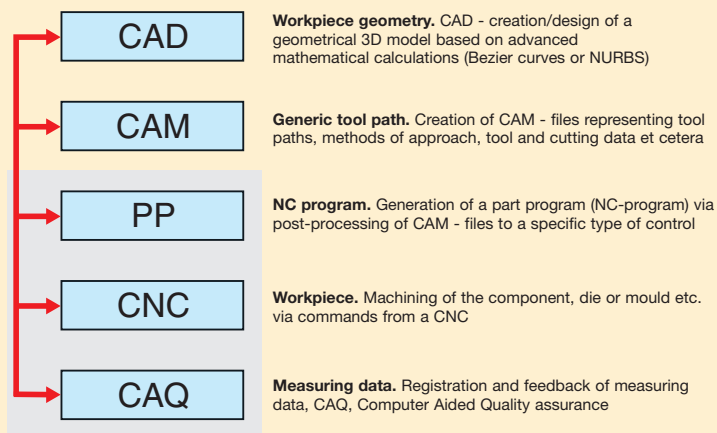 CAD
Workpiece geometry. CAD - creation/design of a
geometrical 3D model based on advanced
mathematical calculations (Bezier curves or NURBS)
CAM
Generic tool path. Creation of CAM - files representing tool
paths, methods of approach, tool and cutting data et cetera
PP
NC program. Generation of a part program (NC-program) via
post-processing of CAM - files to a specific type of control
CNC
Workpiece. Machining of the component, die or mould etc.
via commands from a CNC
CAQ
Measuring data. Registration and feedback of measuring
data, CAQ, Computer Aided Quality assurance